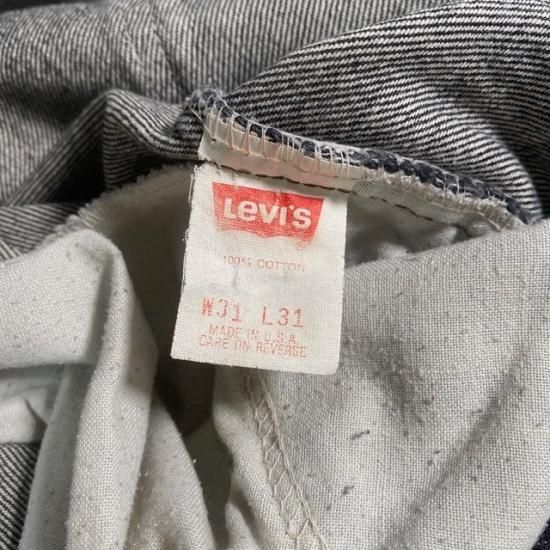 Levi's
®
100% COTTON
W31 L31
MADE IN U.S.A.
CARE ON REVERSE